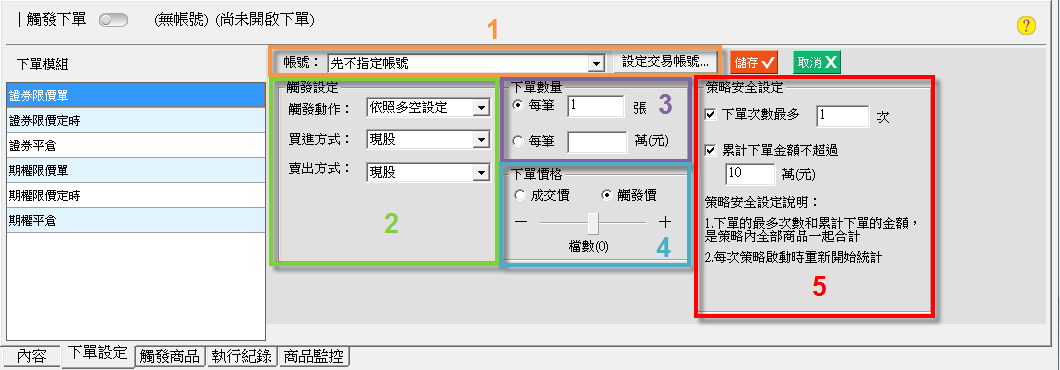 |觸發下單 (無帳號) (尚未開啟下單)
?
1
下單模組
帳號： 先不指定帳號 設定交易帳號... 儲存 取消 X
證券限價單
證券限價定時
證券平倉
期權限價單
期權限價定時
期權平倉
觸發設定
觸發動作： 依照多空設定
買進方式： 現股
賣出方式： 現股
2
下單數量
每筆 1 張
3
每筆 萬(元)
下單價格
成交價 觸發價
− +
檔數(0)
4
策略安全設定
下單次數最多 1 次
累計下單金額不超過
10 萬(元)
策略安全設定說明：
1.下單的最多次數和累計下單的金額，
是策略內全部商品一起合計
2.每次策略啟動時重新開始統計
5
內容 下單設定 觸發商品 執行紀錄 商品監控